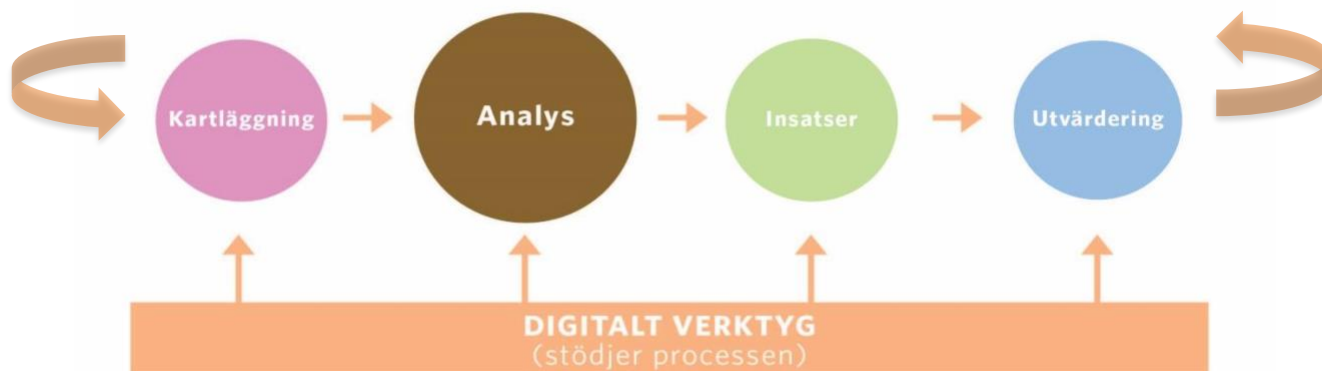 Kartläggning
Analys
Insatser
Utvärdering
DIGITALT VERKTYG
(stödjer processen)